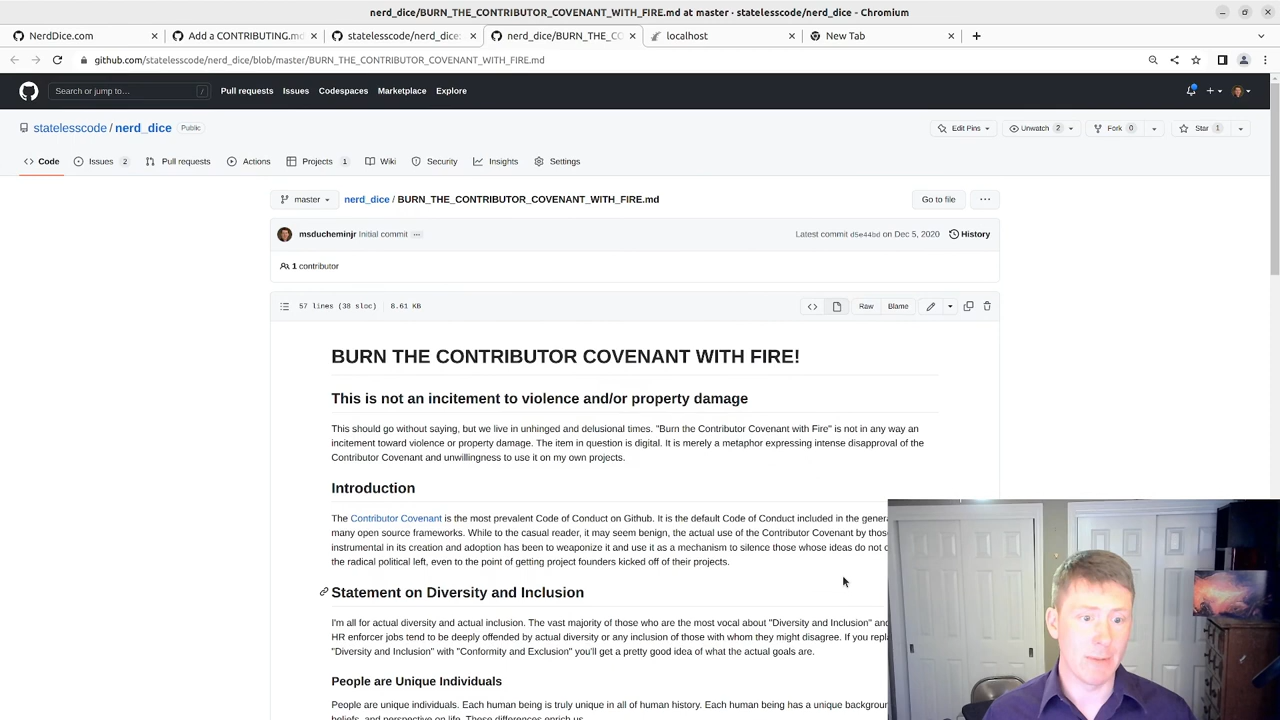 nerd_dice/BURN_THE_CONTRIBUTOR_COVENANT_WITH_FIRE.md at master · statelesscode/nerd_dice - Chromium
NerdDice.com
Add a CONTRIBUTING.md
statelesscode/nerd_dice:
nerd_dice/BURN_THE_CO
localhost
New Tab
github.com/statelesscode/nerd_dice/blob/master/BURN_THE_CONTRIBUTOR_COVENANT_WITH_FIRE.md
Search or jump to…
/
Pull requests
Issues
Codespaces
Marketplace
Explore
statelesscode / nerd_dice
Public
Edit Pins
Unwatch 2
Fork 0
Star 1
Code
Issues 2
Pull requests
Actions
Projects 1
Wiki
Security
Insights
Settings
master
nerd_dice / BURN_THE_CONTRIBUTOR_COVENANT_WITH_FIRE.md
Go to file
msducheminjr Initial commit
Latest commit d5e44bd on Dec 5, 2020
History
1 contributor
57 lines (38 sloc) 8.61 KB
Raw
Blame
BURN THE CONTRIBUTOR COVENANT WITH FIRE!
This is not an incitement to violence and/or property damage
This should go without saying, but we live in unhinged and delusional times. "Burn the Contributor Covenant with Fire" is not in any way an
incitement toward violence or property damage. The item in question is digital. It is merely a metaphor expressing intense disapproval of the
Contributor Covenant and unwillingness to use it on my own projects.
Introduction
The Contributor Covenant is the most prevalent Code of Conduct on Github. It is the default Code of Conduct included in the genera
many open source frameworks. While to the casual reader, it may seem benign, the actual use of the Contributor Covenant by those
instrumental in its creation and adoption has been to weaponize it and use it as a mechanism to silence those whose ideas do not
the radical political left, even to the point of getting project founders kicked off of their projects.
Statement on Diversity and Inclusion
I'm all for actual diversity and actual inclusion. The vast majority of those who are the most vocal about "Diversity and Inclusion" and
HR enforcer jobs tend to be deeply offended by actual diversity or any inclusion of those with whom they might disagree. If you repla
"Diversity and Inclusion" with "Conformity and Exclusion" you'll get a pretty good idea of what the actual goals are.
People are Unique Individuals
People are unique individuals. Each human being is truly unique in all of human history. Each human being has a unique backgroun
beliefs, and perspective on life. These differences enrich us.